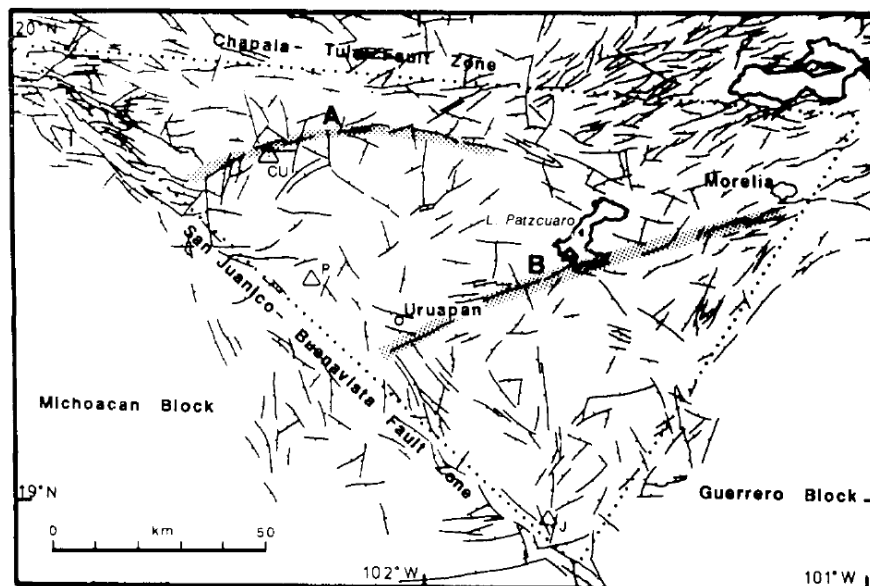 20°N
Chapala- Tula Fault Zone
A
CU
Morelia
L. Patzcuaro
B
P
Uruapan
San Juanico- Buenavista Fault Zone
Michoacan Block
19°N
Guerrero Block
J
0 km 50
102°W
101°W